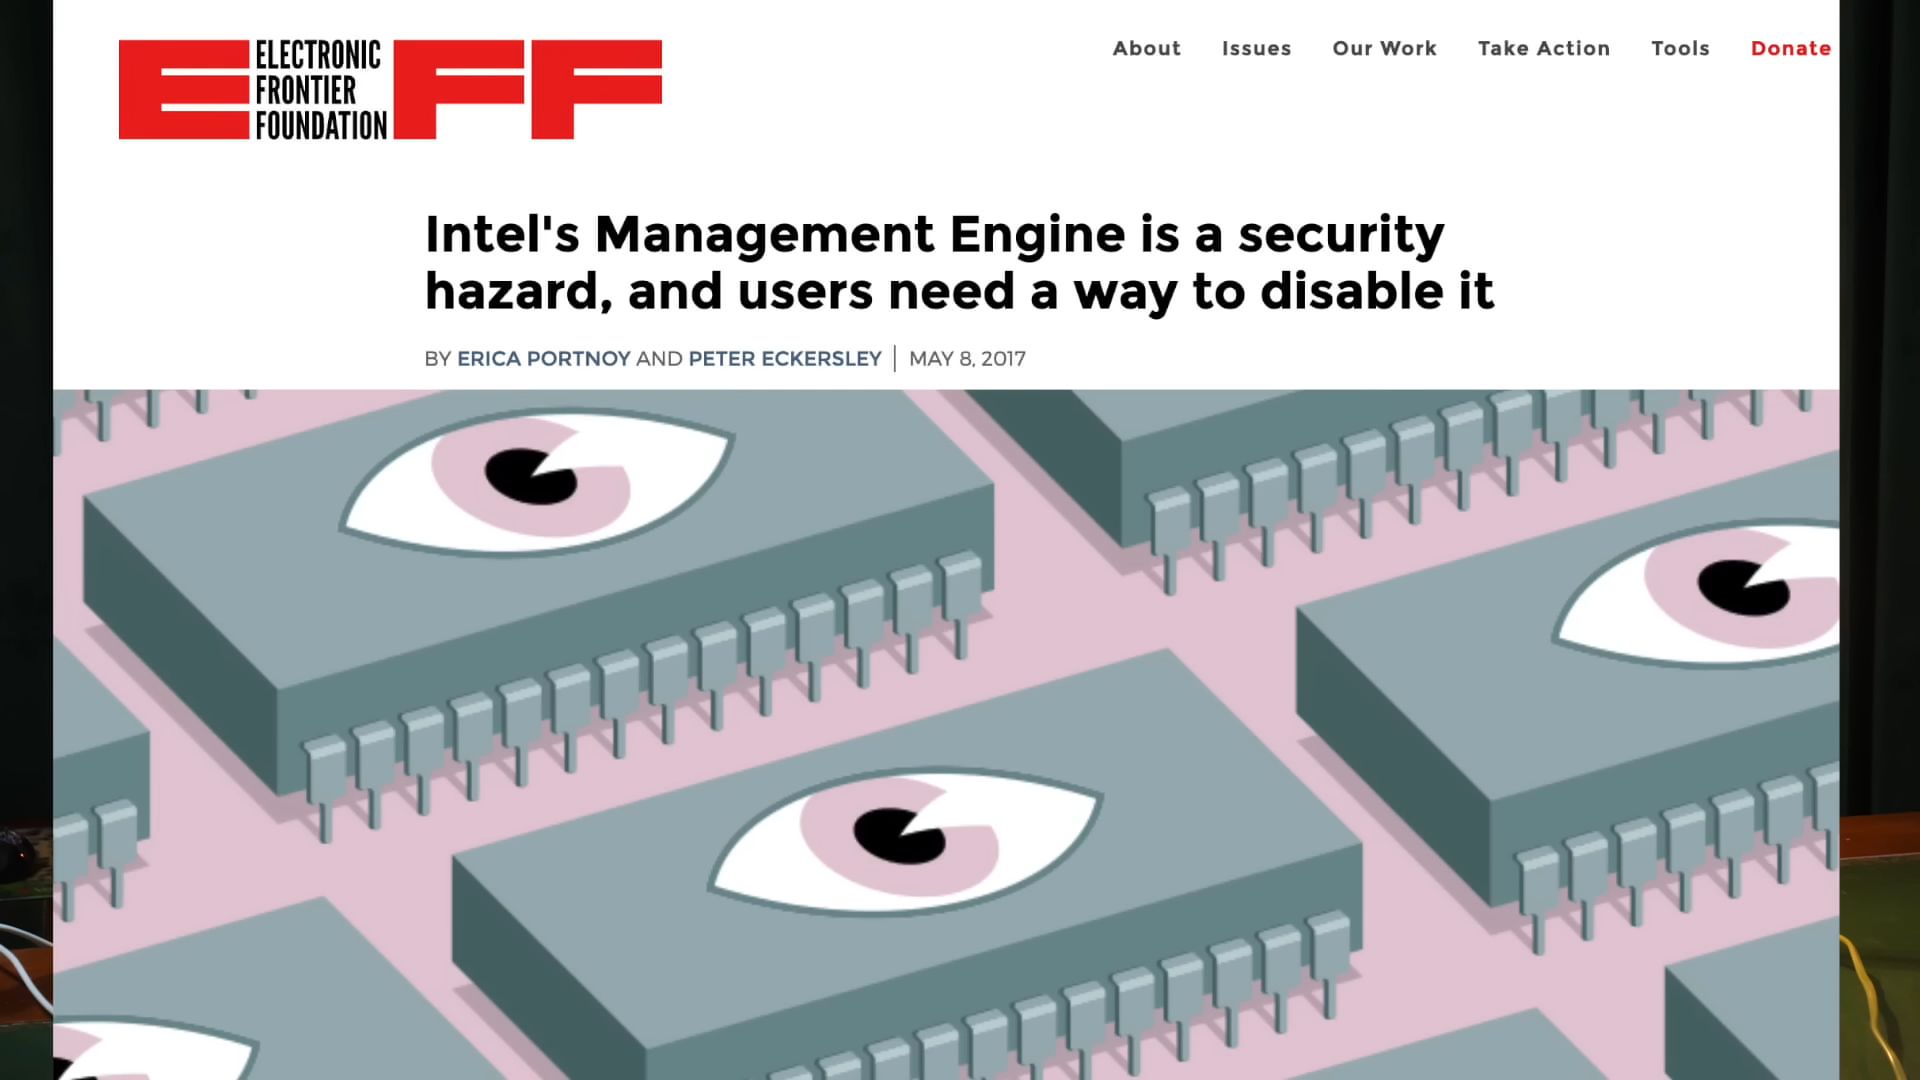 ELECTRONIC
FRONTIER
FOUNDATION
EFF
About Issues Our Work Take Action Tools Donate
Intel's Management Engine is a security
hazard, and users need a way to disable it
BY ERICA PORTNOY AND PETER ECKERSLEY | MAY 8, 2017